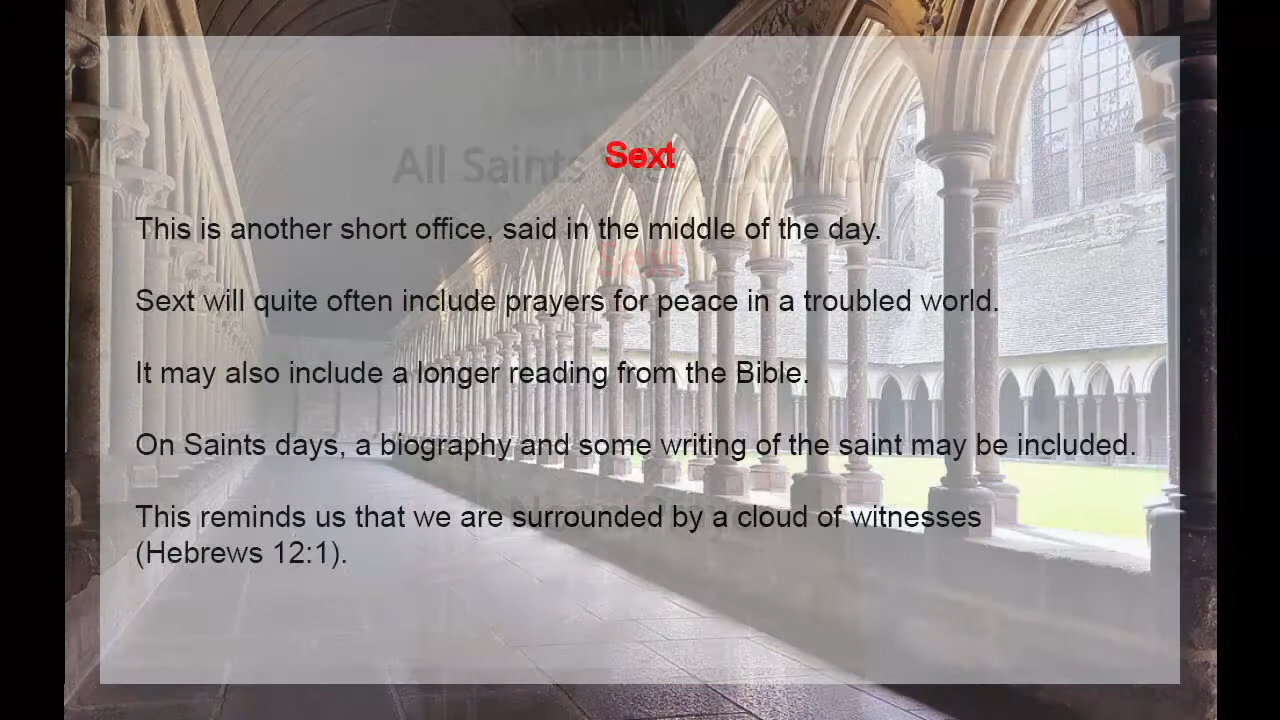 All Saints
Sext
This is another short office, said in the middle of the day.
Sext
Sext will quite often include prayers for peace in a troubled world.
It may also include a longer reading from the Bible.
On Saints days, a biography and some writing of the saint may be included.
This reminds us that we are surrounded by a cloud of witnesses
(Hebrews 12:1).